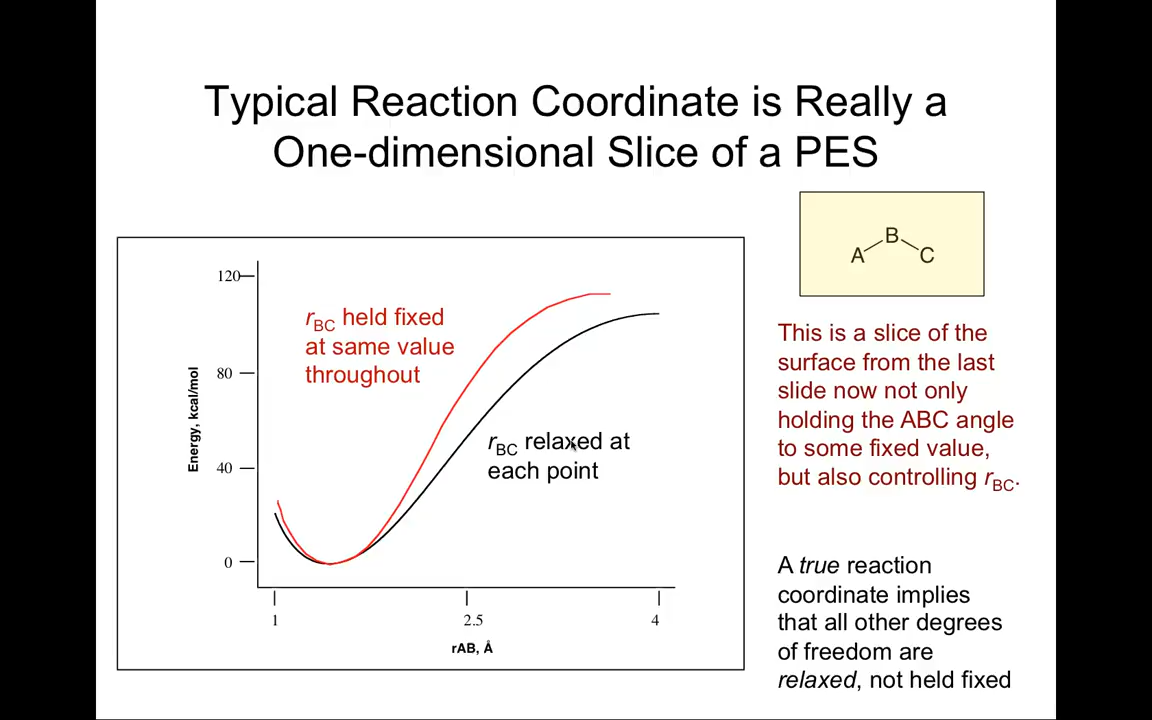 Typical Reaction Coordinate is Really a
One-dimensional Slice of a PES
A
B
C
120
80
40
0
Energy, kcal/mol
rBC held fixed
at same value
throughout
rBC relaxed at
each point
1
2.5
4
rAB, Å
This is a slice of the
surface from the last
slide now not only
holding the ABC angle
to some fixed value,
but also controlling rBC.
A true reaction
coordinate implies
that all other degrees
of freedom are
relaxed, not held fixed